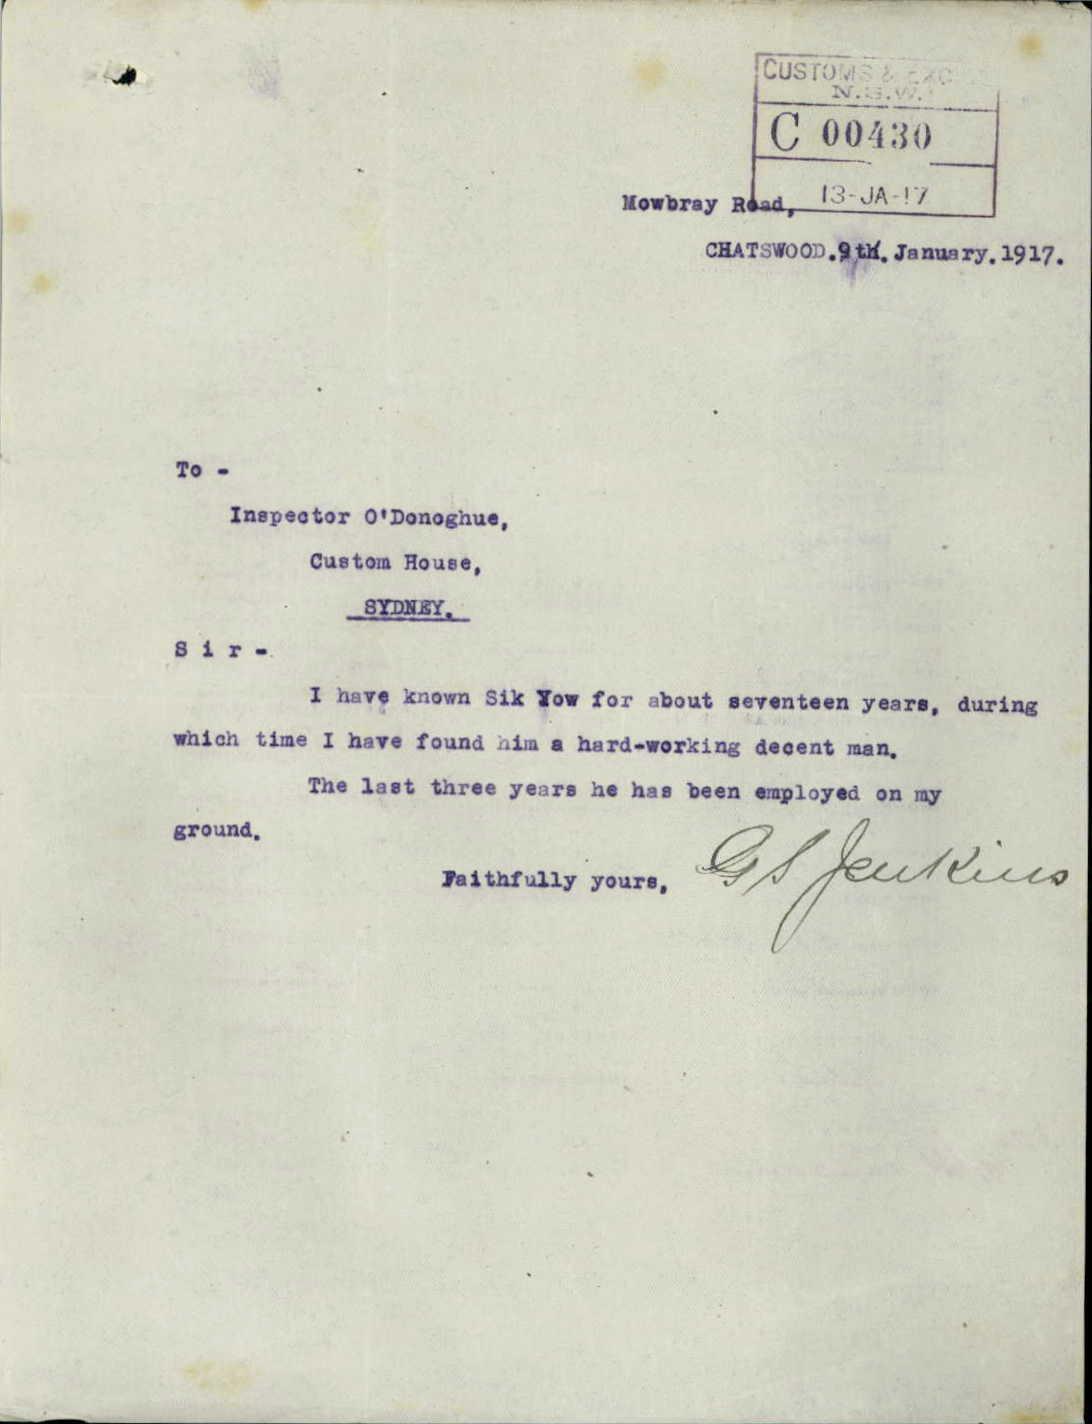 CUSTOMS & EXC
N.S.W.
C 00430
13-JA-17
Mowbray Road,
CHATSWOOD.9th.January.1917.
To -
Inspector O'Donoghue,
Custom House,
SYDNEY.
S i r -
I have known Sik Yow for about seventeen years, during
which time I have found him a hard-working decent man.
The last three years he has been employed on my
ground.
Faithfully yours,
G S Jenkins